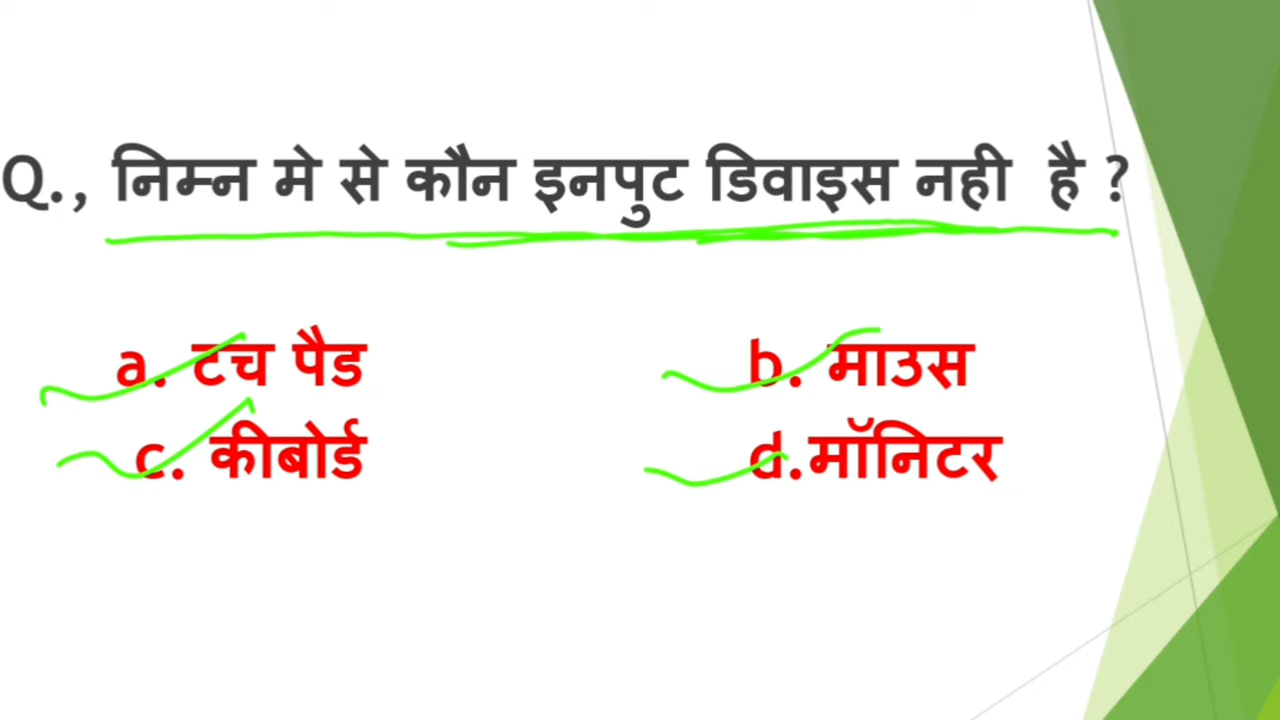 Q., निम्न मे से कौन इनपुट डिवाइस नही है ?
a. टच पैड b. माउस
c. कीबोर्ड d.मॉनिटर